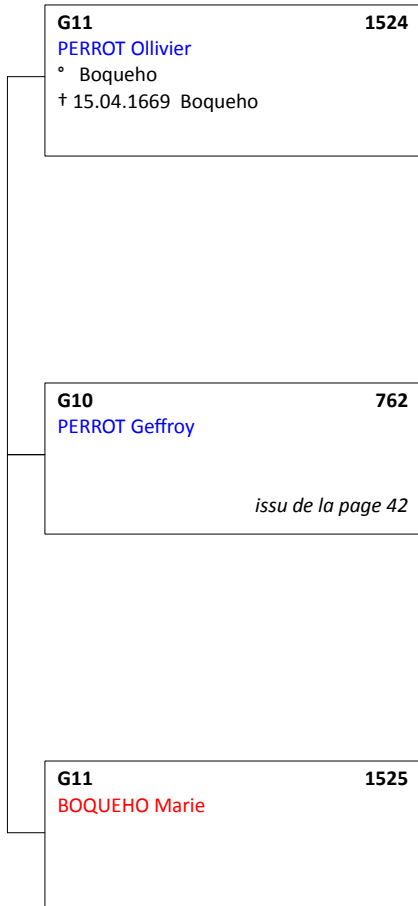 G11 1524
PERROT Ollivier
° Boqueho
† 15.04.1669 Boqueho
G10 762
PERROT Geffroy
issu de la page 42
G11 1525
BOQUEHO Marie